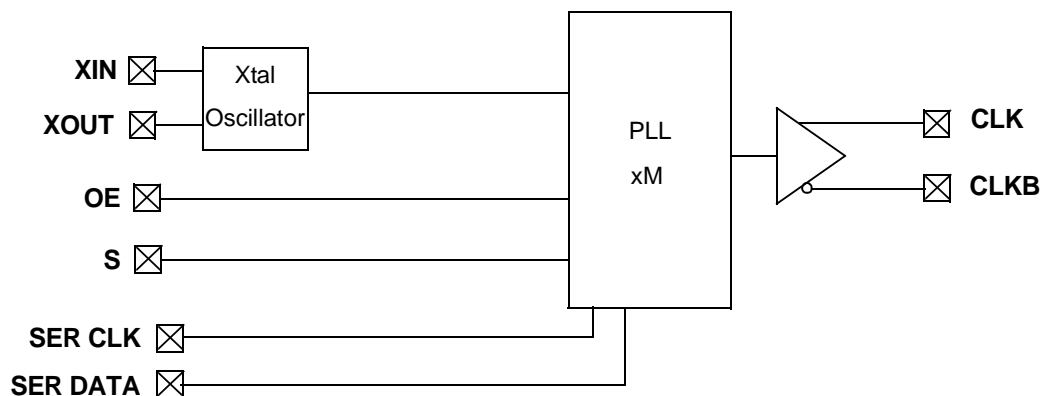 XIN
XOUT
Xtal
Oscillator
OE
S
SER CLK
SER DATA
PLL
xM
CLK
CLKB